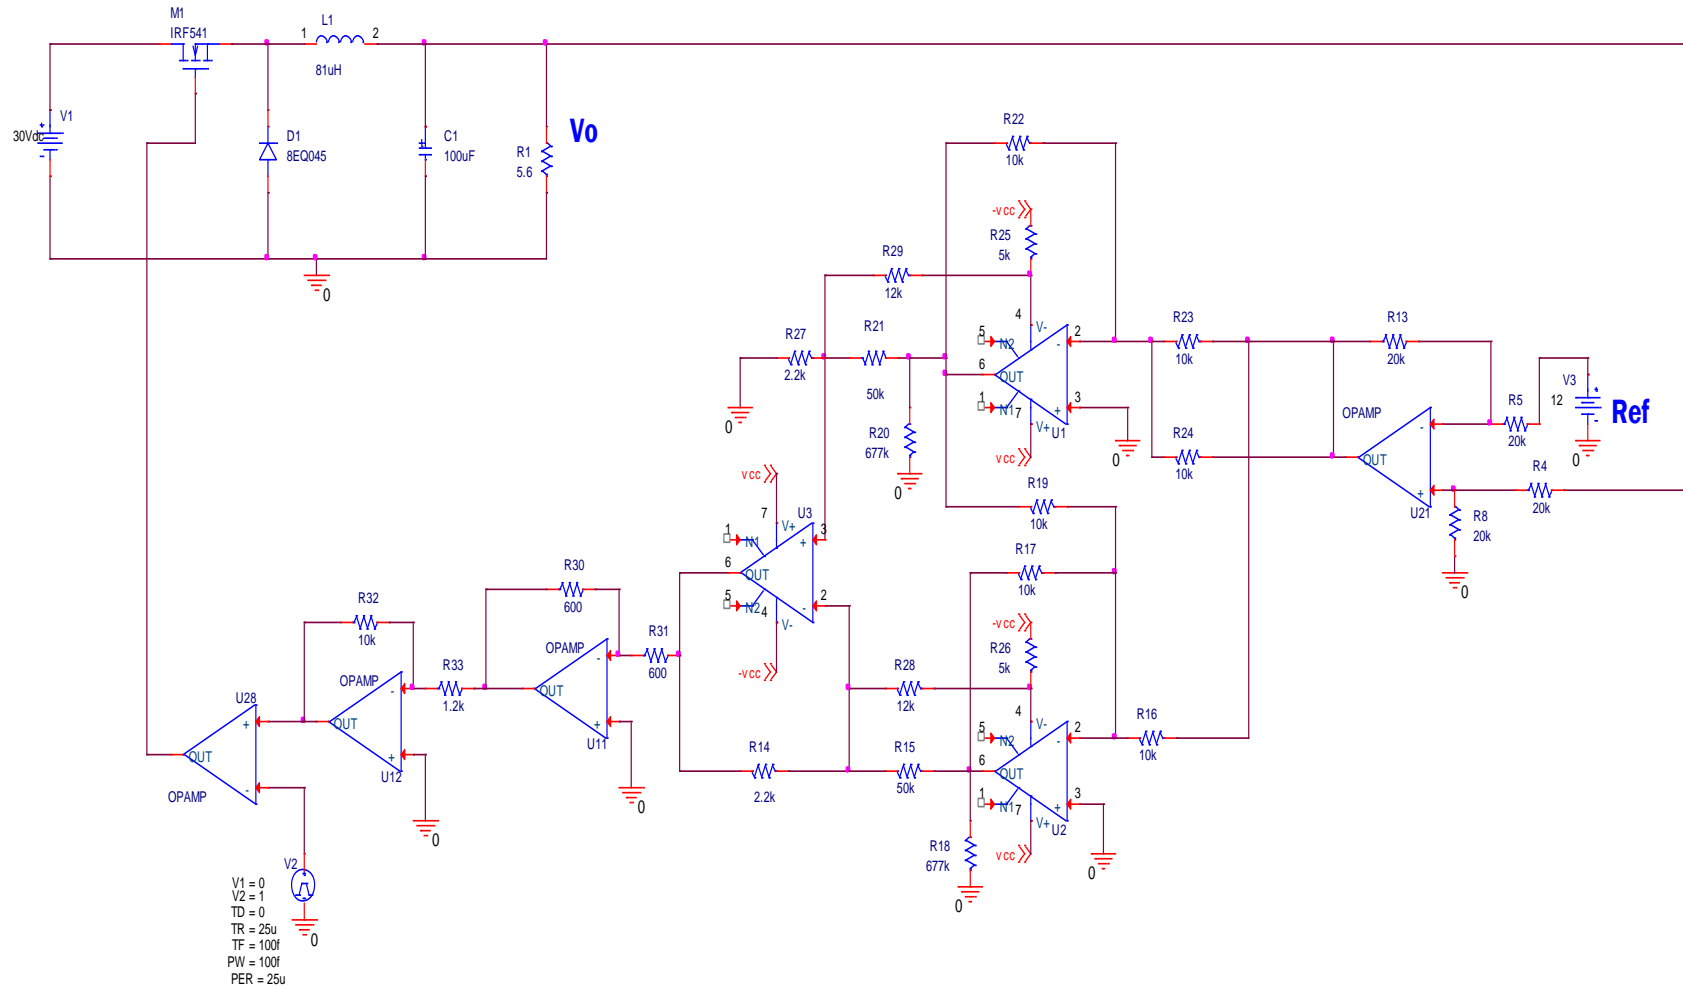 M1
IRF541
L1
1
2
81uH
V1
30Vdc
D1
8EQ045
C1
100uF
R1
5.6
Vo
0
R22
10k
-vcc
R25
5k
R29
12k
R27
2.2k
R21
50k
R20
677k
0
0
4
V-
5
N2
2
-
6
OUT
1
N1
7
3
+
V+
U1
vcc
0
R23
10k
R24
10k
R13
20k
V3
12
Ref
R5
20k
0
OPAMP
-
OUT
+
U21
R4
20k
R8
20k
0
R19
10k
R17
10k
vcc
7
V+
U3
3
+
1
N1
6
OUT
5
N2
4
V-
2
-
-vcc
-vcc
R26
5k
R28
12k
R14
2.2k
R15
50k
R18
677k
0
4
V-
5
N2
2
-
6
OUT
1
N1
7
3
+
V+
U2
vcc
0
R16
10k
R30
600
R31
600
OPAMP
-
OUT
+
U11
0
R32
10k
R33
1.2k
OPAMP
-
OUT
+
U12
0
U28
+
OUT
-
OPAMP
V2
V1 = 0
V2 = 1
TD = 0
TR = 25u
TF = 100f
PW = 100f
PER = 25u
0